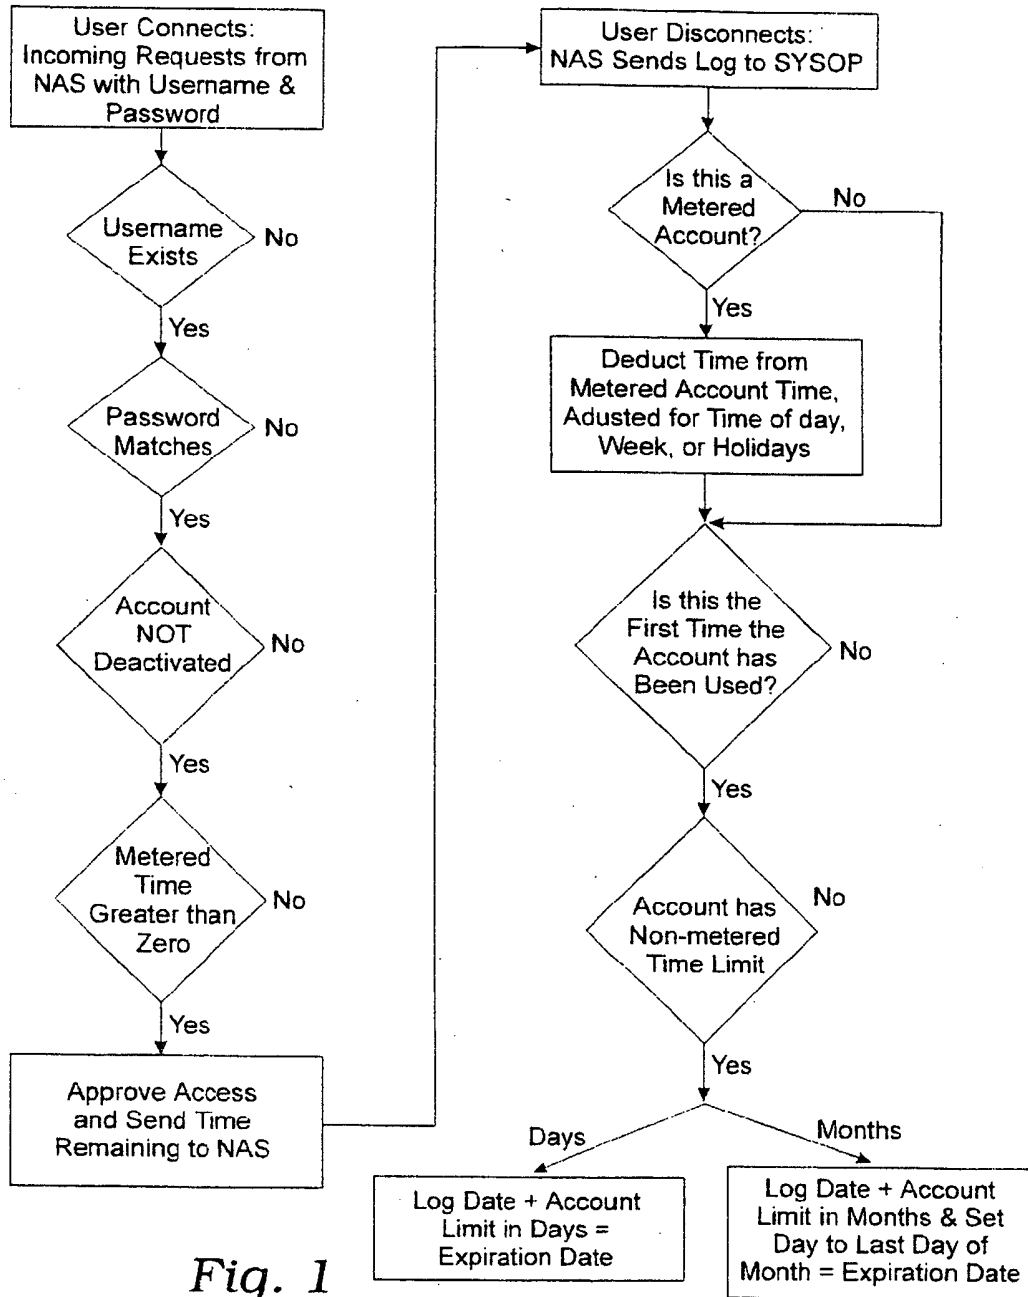 User Connects:
Incoming Requests from
NAS with Username &
Password
Username
Exists
No
Yes
Password
Matches
No
Yes
Account
NOT
Deactivated
No
Yes
Metered
Time
Greater than
Zero
No
Yes
Approve Access
and Send Time
Remaining to NAS
User Disconnects:
NAS Sends Log to SYSOP
Is this a
Metered
Account?
No
Yes
Deduct Time from
Metered Account Time,
Adusted for Time of day,
Week, or Holidays
Is this the
First Time the
Account has
Been Used?
No
Yes
Account has
Non-metered
Time Limit
No
Yes
Days
Months
Log Date + Account
Limit in Days =
Expiration Date
Log Date + Account
Limit in Months & Set
Day to Last Day of
Month = Expiration Date
Fig. 1